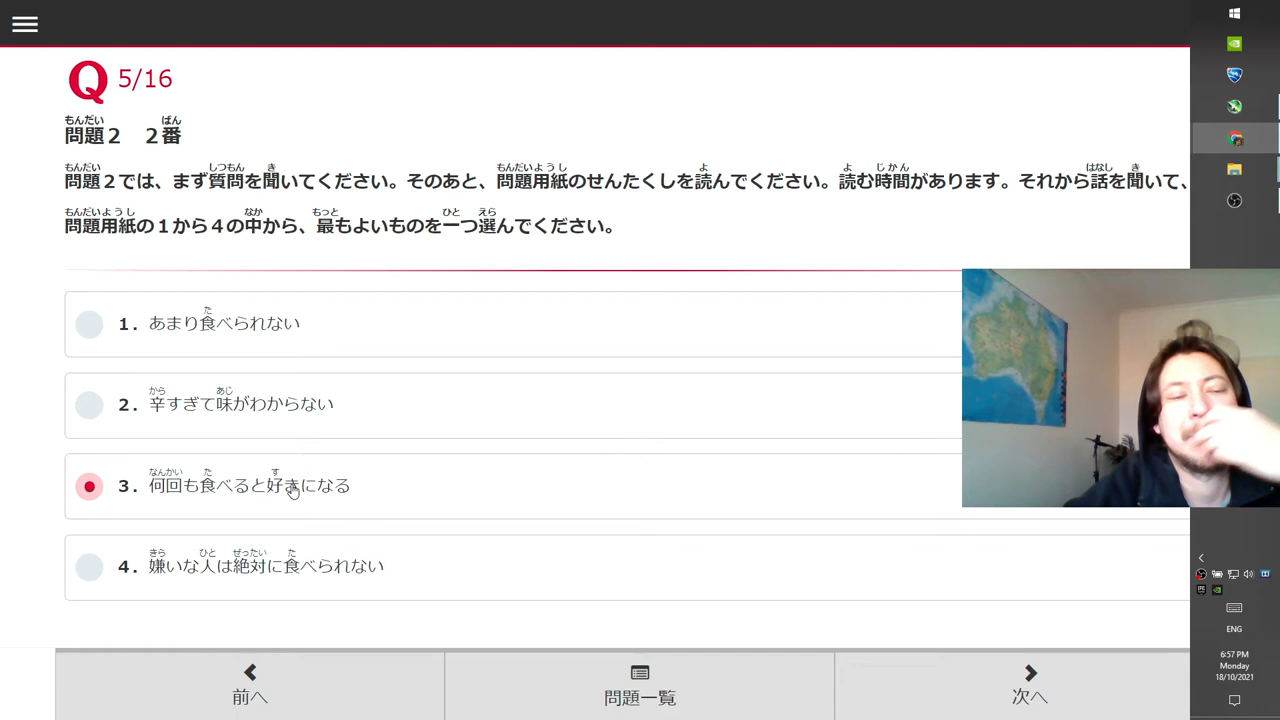 Q 5/16
問題２　２番
問題２では、まず質問を聞いてください。そのあと、問題用紙のせんたくしを読んでください。読む時間があります。それから話を聞いて、
問題用紙の１から４の中から、最もよいものを一つ選んでください。
1. あまり食べられない
2. 辛すぎて味がわからない
3. 何回も食べると好きになる
4. 嫌いな人は絶対に食べられない
前へ
問題一覧
次へ
ENG
6:57 PM
Monday
18/10/2021